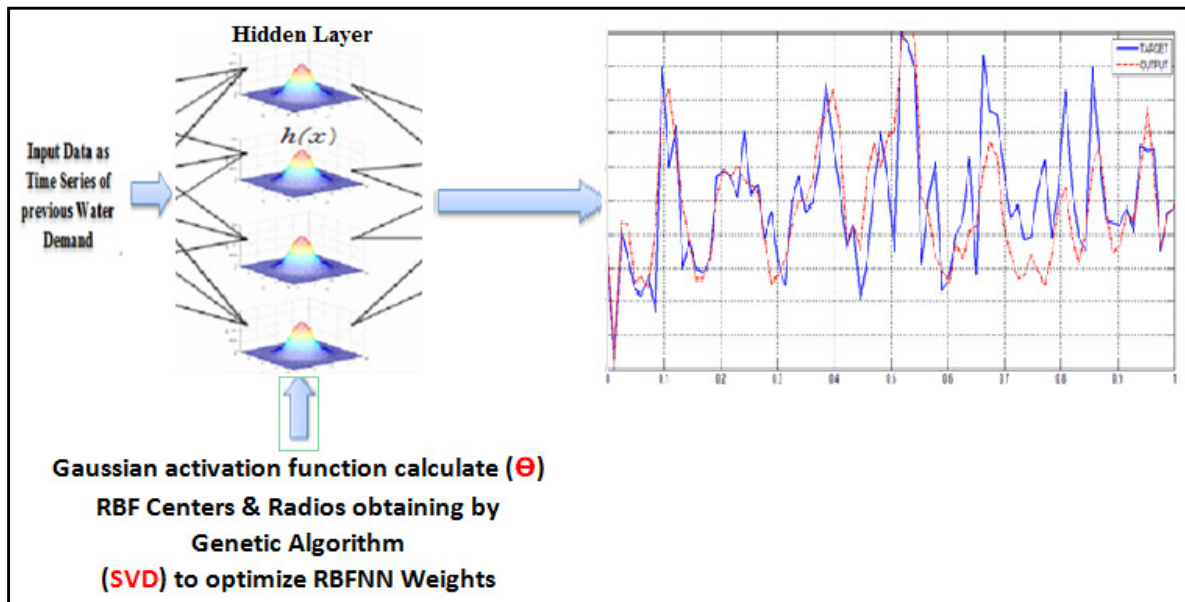 Hidden Layer
h(x)
Input Data as
Time Series of
previous Water
Demand
TARGET
OUTPUT
0 0.1 0.2 0.3 0.4 0.5 0.6 0.7 0.8 0.9 1
Gaussian activation function calculate (Ө)
RBF Centers & Radios obtaining by
Genetic Algorithm
(SVD) to optimize RBFNN Weights